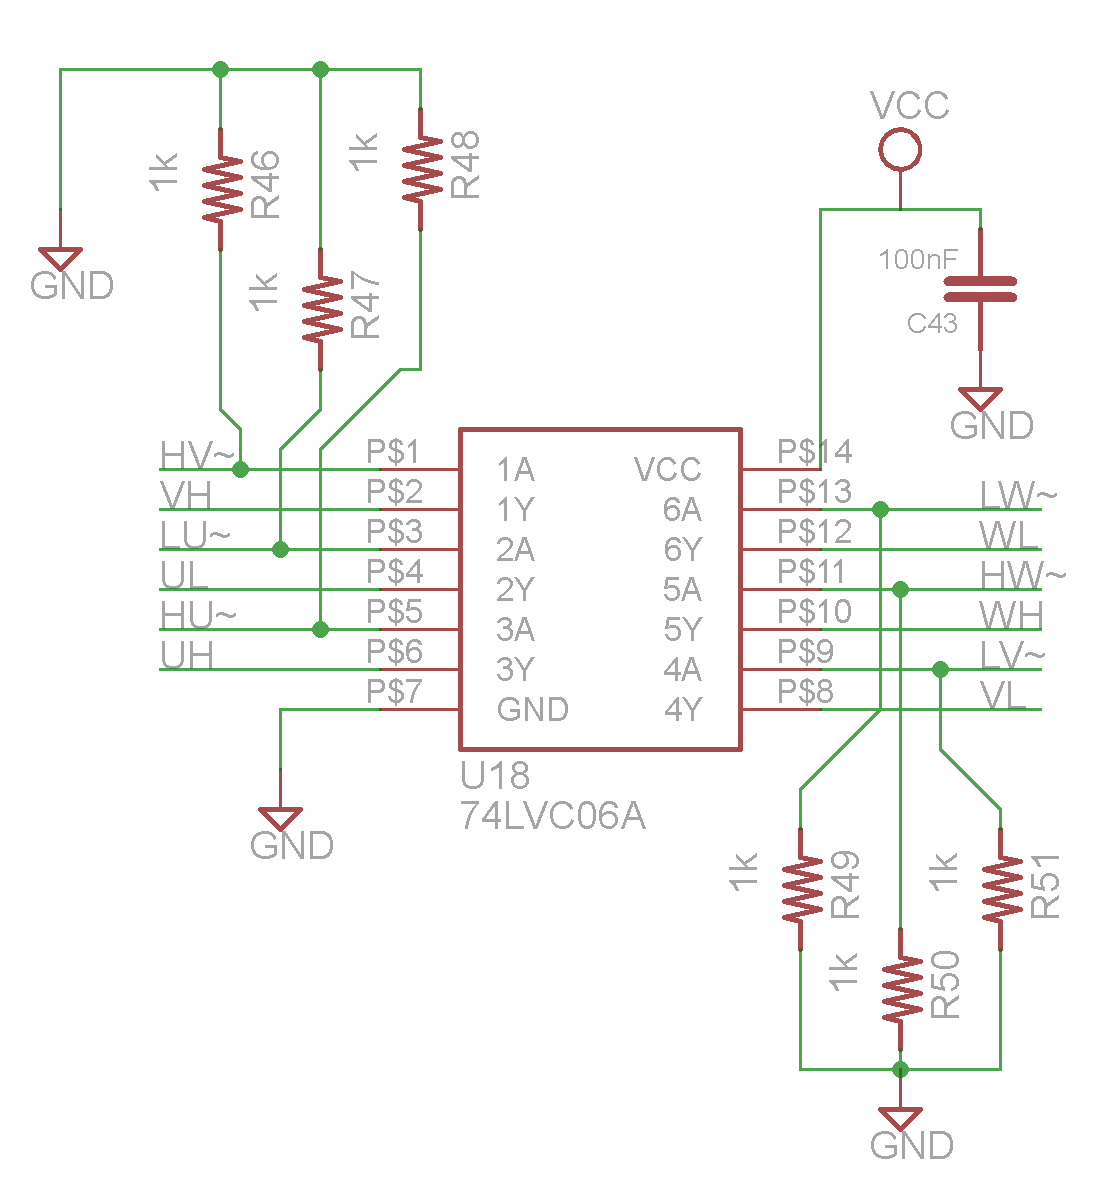 1k
R46
1k
R48
VCC
1k
R47
GND
100nF
C43
GND
HV~
P$1
1A
VCC
P$14
VH
P$2
1Y
6A
P$13
LW~
LU~
P$3
2A
6Y
P$12
WL
UL
P$4
2Y
5A
P$11
HW~
HU~
P$5
3A
5Y
P$10
WH
UH
P$6
3Y
4A
P$9
LV~
P$7
GND
4Y
P$8
VL
U18
74LVC06A
GND
1k
R49
1k
R51
1k
R50
GND